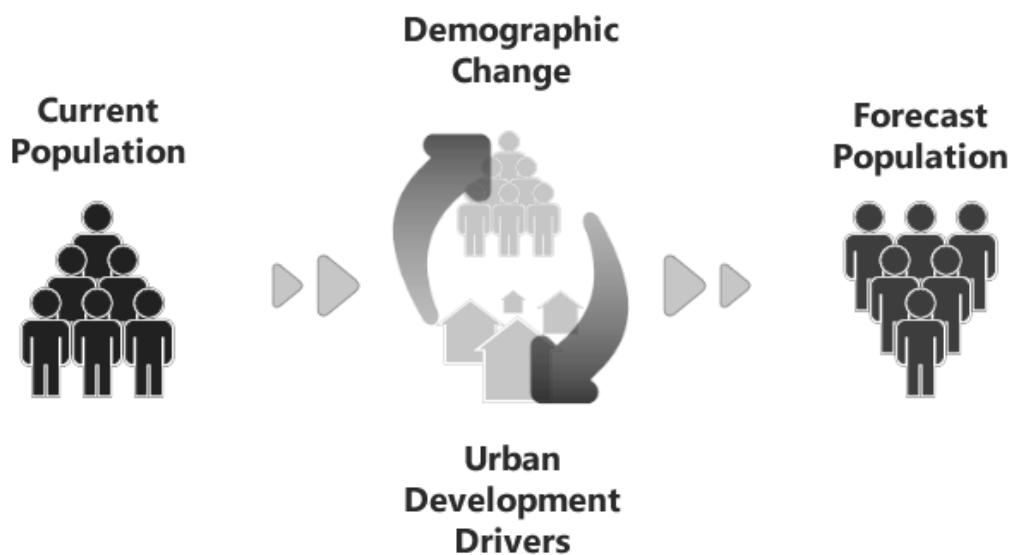 Current
Population
Demographic
Change
Urban
Development
Drivers
Forecast
Population